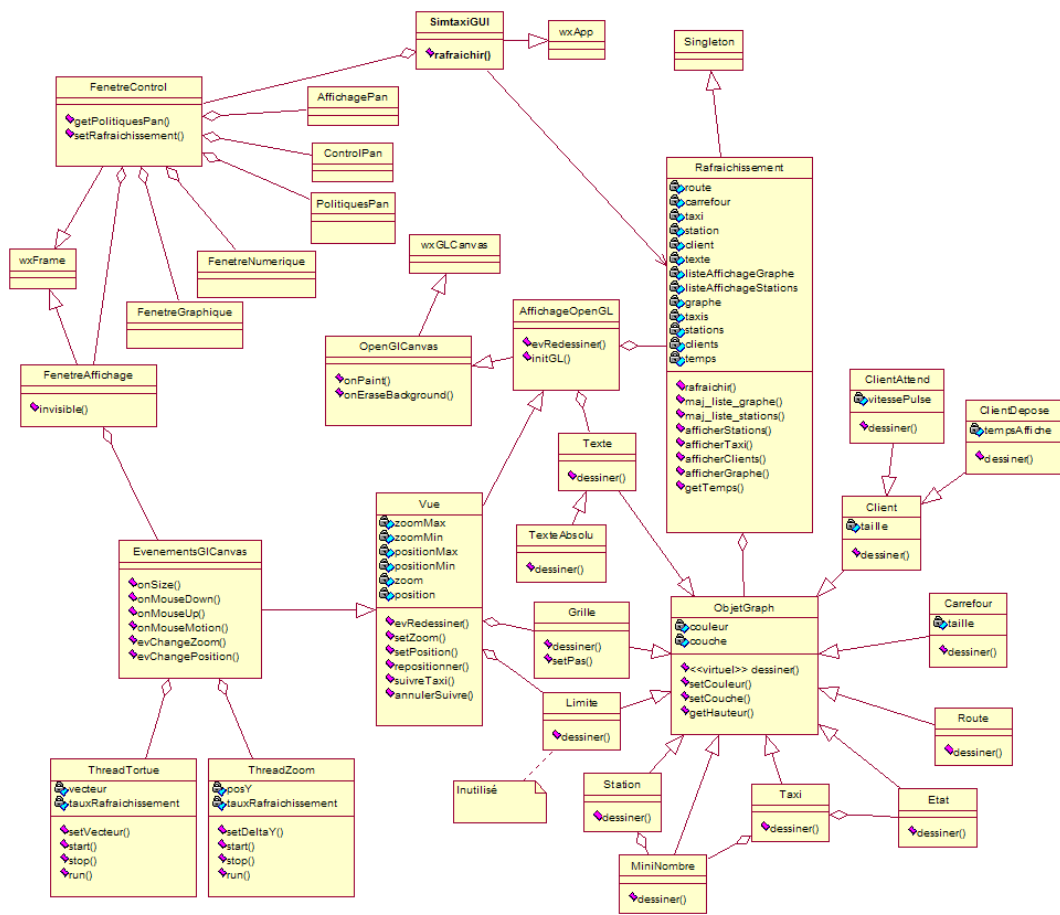 SimtaxiGUI
rafraichir()
wxApp
Singleton
FenetreControl
getPolitiquesPan()
setRafraichissement()
AffichagePan
ControlPan
PolitiquesPan
Rafraichissement
route
carrefour
taxi
station
client
texte
listeAffichageGraphe
listeAffichageStations
graphe
taxis
stations
clients
temps
rafraichir()
maj_liste_graphe()
maj_liste_stations()
afficherStations()
afficherTaxi()
afficherClients()
afficherGraphe()
getTemps()
wxFrame
FenetreNumerique
FenetreGraphique
wxGLCanvas
OpenGlCanvas
onPaint()
onEraseBackground()
AffichageOpenGL
evRedessiner()
initGL()
FenetreAffichage
invisible()
ClientAttend
vitessePulse
dessiner()
ClientDepose
tempsAffiche
dessiner()
Texte
dessiner()
TexteAbsolu
dessiner()
Client
taille
dessiner()
Vue
zoomMax
zoomMin
positionMax
positionMin
zoom
position
evRedessiner()
setZoom()
setPosition()
repositionner()
suivreTaxi()
annulerSuivre()
EvenementsGlCanvas
onSize()
onMouseDown()
onMouseUp()
onMouseMotion()
evChangeZoom()
evChangePosition()
Grille
dessiner()
setPas()
ObjetGraph
couleur
couche
<<virtuel>> dessiner()
setCouleur()
setCouche()
getHauteur()
Carrefour
taille
dessiner()
Limite
dessiner()
Route
dessiner()
ThreadTortue
vecteur
tauxRafraichissement
setVecteur()
start()
stop()
run()
ThreadZoom
posY
tauxRafraichissement
setDeltaY()
start()
stop()
run()
Inutilisé
Station
dessiner()
Taxi
dessiner()
Etat
dessiner()
MiniNombre
dessiner()